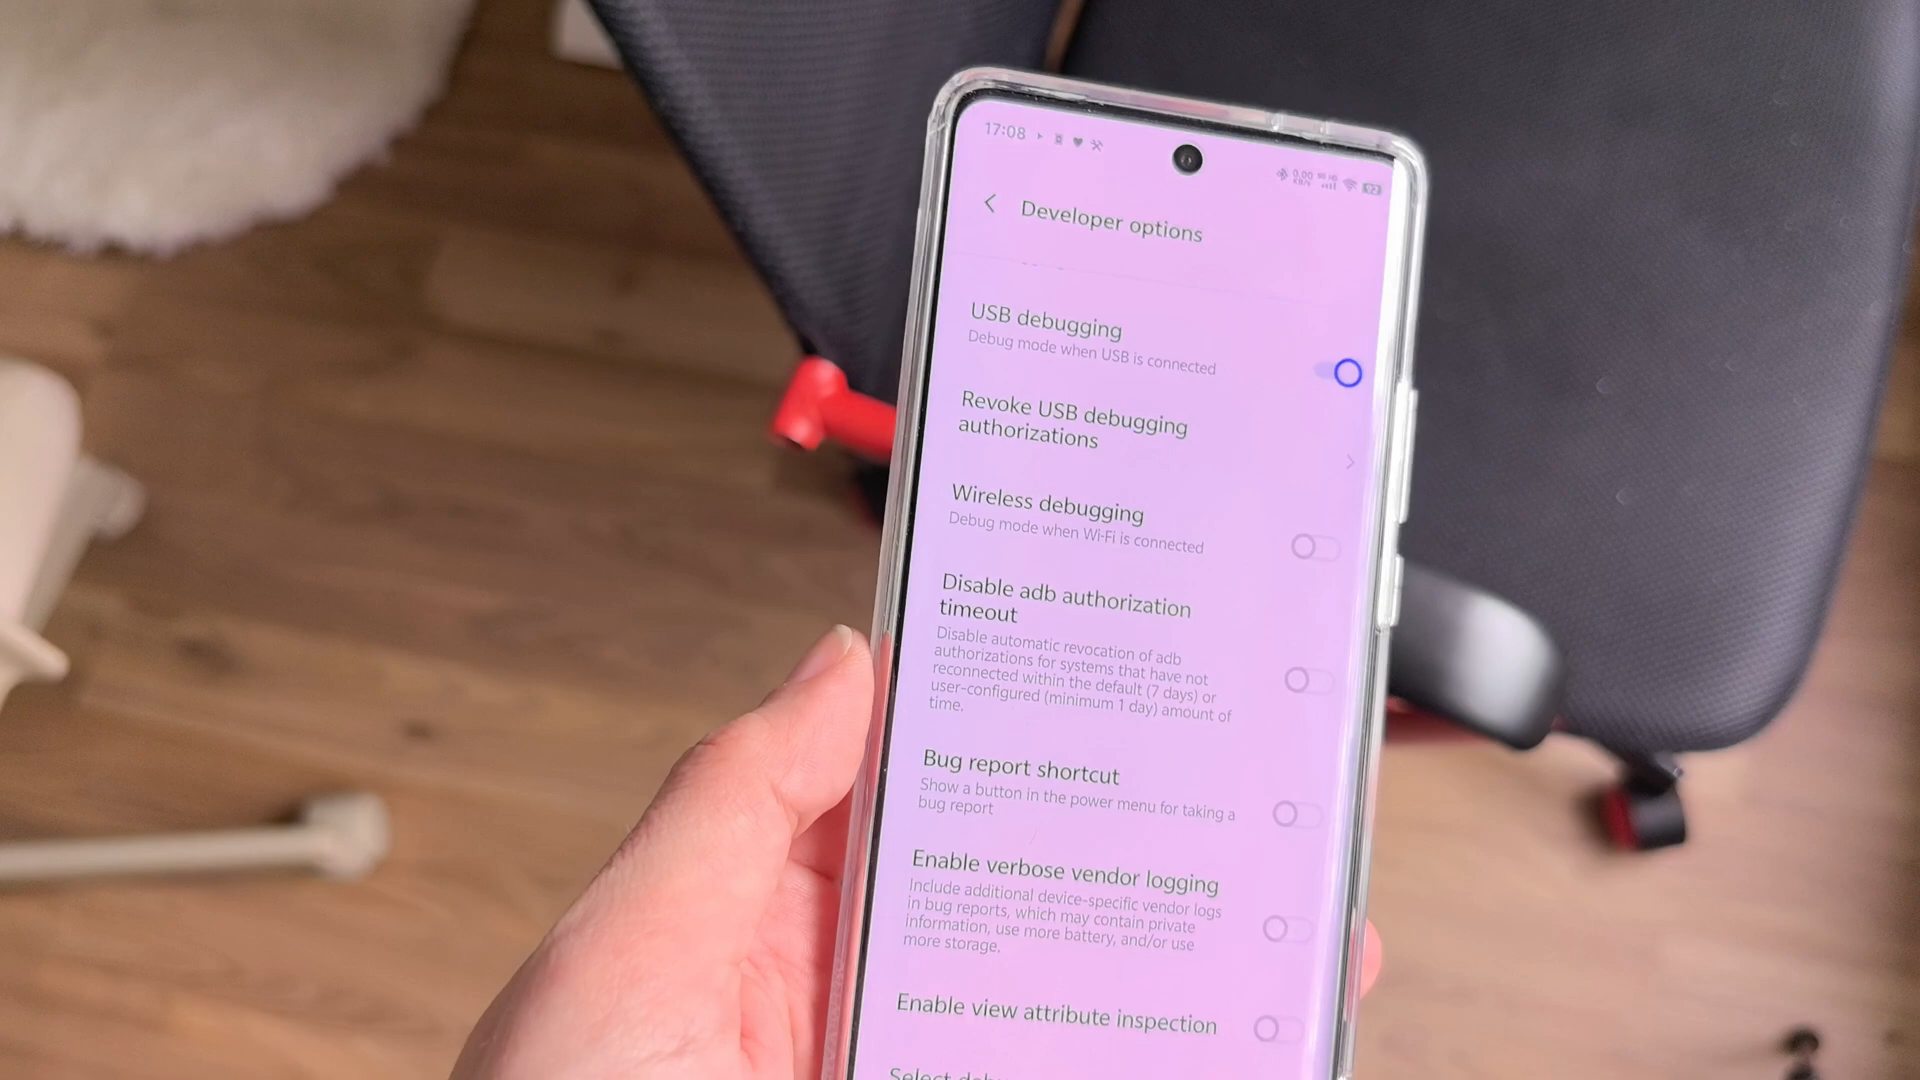 17:08
0.00
KB/s
Developer options
USB debugging
Debug mode when USB is connected
Revoke USB debugging
authorizations
Wireless debugging
Debug mode when Wi-Fi is connected
Disable adb authorization
timeout
Disable automatic revocation of adb
authorizations for systems that have not
reconnected within the default (7 days) or
user-configured (minimum 1 day) amount of
time.
Bug report shortcut
Show a button in the power menu for taking a
bug report
Enable verbose vendor logging
Include additional device-specific vendor logs
in bug reports, which may contain private
information, use more battery, and/or use
more storage.
Enable view attribute inspection
Select